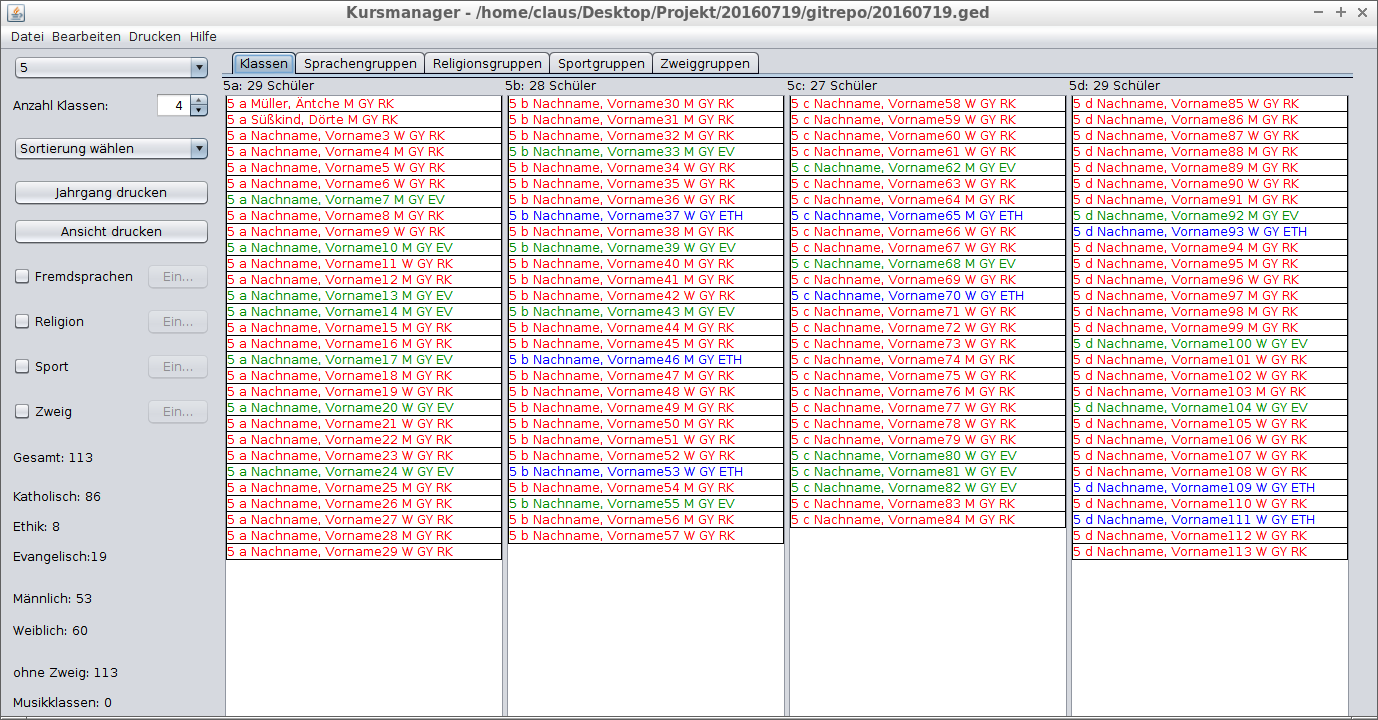 Kursmanager - /home/claus/Desktop/Projekt/20160719/gitrepo/20160719.ged
Datei Bearbeiten Drucken Hilfe
5
Anzahl Klassen: 4
Sortierung wählen
Jahrgang drucken
Ansicht drucken
Fremdsprachen Ein...
Religion Ein...
Sport Ein...
Zweig Ein...
Gesamt: 113
Katholisch: 86
Ethik: 8
Evangelisch:19
Männlich: 53
Weiblich: 60
ohne Zweig: 113
Musikklassen: 0
Klassen Sprachengruppen Religionsgruppen Sportgruppen Zweiggruppen
5a: 29 Schüler
5 a Müller, Äntche M GY RK
5 a Süßkind, Dörte M GY RK
5 a Nachname, Vorname3 W GY RK
5 a Nachname, Vorname4 M GY RK
5 a Nachname, Vorname5 W GY RK
5 a Nachname, Vorname6 W GY RK
5 a Nachname, Vorname7 M GY EV
5 a Nachname, Vorname8 M GY RK
5 a Nachname, Vorname9 W GY RK
5 a Nachname, Vorname10 M GY EV
5 a Nachname, Vorname11 W GY RK
5 a Nachname, Vorname12 M GY RK
5 a Nachname, Vorname13 M GY EV
5 a Nachname, Vorname14 M GY EV
5 a Nachname, Vorname15 M GY RK
5 a Nachname, Vorname16 M GY RK
5 a Nachname, Vorname17 M GY EV
5 a Nachname, Vorname18 M GY RK
5 a Nachname, Vorname19 W GY RK
5 a Nachname, Vorname20 W GY EV
5 a Nachname, Vorname21 W GY RK
5 a Nachname, Vorname22 M GY RK
5 a Nachname, Vorname23 W GY RK
5 a Nachname, Vorname24 W GY EV
5 a Nachname, Vorname25 M GY RK
5 a Nachname, Vorname26 M GY RK
5 a Nachname, Vorname27 W GY RK
5 a Nachname, Vorname28 M GY RK
5 a Nachname, Vorname29 W GY RK
5b: 28 Schüler
5 b Nachname, Vorname30 M GY RK
5 b Nachname, Vorname31 M GY RK
5 b Nachname, Vorname32 M GY RK
5 b Nachname, Vorname33 M GY EV
5 b Nachname, Vorname34 W GY RK
5 b Nachname, Vorname35 W GY RK
5 b Nachname, Vorname36 W GY RK
5 b Nachname, Vorname37 W GY ETH
5 b Nachname, Vorname38 M GY RK
5 b Nachname, Vorname39 W GY EV
5 b Nachname, Vorname40 M GY RK
5 b Nachname, Vorname41 M GY RK
5 b Nachname, Vorname42 W GY RK
5 b Nachname, Vorname43 M GY EV
5 b Nachname, Vorname44 M GY RK
5 b Nachname, Vorname45 M GY RK
5 b Nachname, Vorname46 M GY ETH
5 b Nachname, Vorname47 M GY RK
5 b Nachname, Vorname48 W GY RK
5 b Nachname, Vorname49 M GY RK
5 b Nachname, Vorname50 M GY RK
5 b Nachname, Vorname51 W GY RK
5 b Nachname, Vorname52 W GY RK
5 b Nachname, Vorname53 W GY ETH
5 b Nachname, Vorname54 M GY RK
5 b Nachname, Vorname55 M GY EV
5 b Nachname, Vorname56 M GY RK
5 b Nachname, Vorname57 W GY RK
5c: 27 Schüler
5 c Nachname, Vorname58 W GY RK
5 c Nachname, Vorname59 W GY RK
5 c Nachname, Vorname60 W GY RK
5 c Nachname, Vorname61 W GY RK
5 c Nachname, Vorname62 M GY EV
5 c Nachname, Vorname63 W GY RK
5 c Nachname, Vorname64 M GY RK
5 c Nachname, Vorname65 M GY ETH
5 c Nachname, Vorname66 W GY RK
5 c Nachname, Vorname67 W GY RK
5 c Nachname, Vorname68 M GY EV
5 c Nachname, Vorname69 W GY RK
5 c Nachname, Vorname70 W GY ETH
5 c Nachname, Vorname71 W GY RK
5 c Nachname, Vorname72 W GY RK
5 c Nachname, Vorname73 W GY RK
5 c Nachname, Vorname74 M GY RK
5 c Nachname, Vorname75 W GY RK
5 c Nachname, Vorname76 M GY RK
5 c Nachname, Vorname77 W GY RK
5 c Nachname, Vorname78 W GY RK
5 c Nachname, Vorname79 W GY RK
5 c Nachname, Vorname80 W GY EV
5 c Nachname, Vorname81 W GY EV
5 c Nachname, Vorname82 W GY EV
5 c Nachname, Vorname83 M GY RK
5 c Nachname, Vorname84 M GY RK
5d: 29 Schüler
5 d Nachname, Vorname85 W GY RK
5 d Nachname, Vorname86 M GY RK
5 d Nachname, Vorname87 W GY RK
5 d Nachname, Vorname88 M GY RK
5 d Nachname, Vorname89 M GY RK
5 d Nachname, Vorname90 W GY RK
5 d Nachname, Vorname91 M GY RK
5 d Nachname, Vorname92 M GY EV
5 d Nachname, Vorname93 W GY ETH
5 d Nachname, Vorname94 M GY RK
5 d Nachname, Vorname95 M GY RK
5 d Nachname, Vorname96 W GY RK
5 d Nachname, Vorname97 M GY RK
5 d Nachname, Vorname98 M GY RK
5 d Nachname, Vorname99 M GY RK
5 d Nachname, Vorname100 W GY EV
5 d Nachname, Vorname101 W GY RK
5 d Nachname, Vorname102 W GY RK
5 d Nachname, Vorname103 M GY RK
5 d Nachname, Vorname104 W GY EV
5 d Nachname, Vorname105 W GY RK
5 d Nachname, Vorname106 W GY RK
5 d Nachname, Vorname107 W GY RK
5 d Nachname, Vorname108 W GY RK
5 d Nachname, Vorname109 W GY ETH
5 d Nachname, Vorname110 W GY RK
5 d Nachname, Vorname111 W GY ETH
5 d Nachname, Vorname112 W GY RK
5 d Nachname, Vorname113 W GY RK